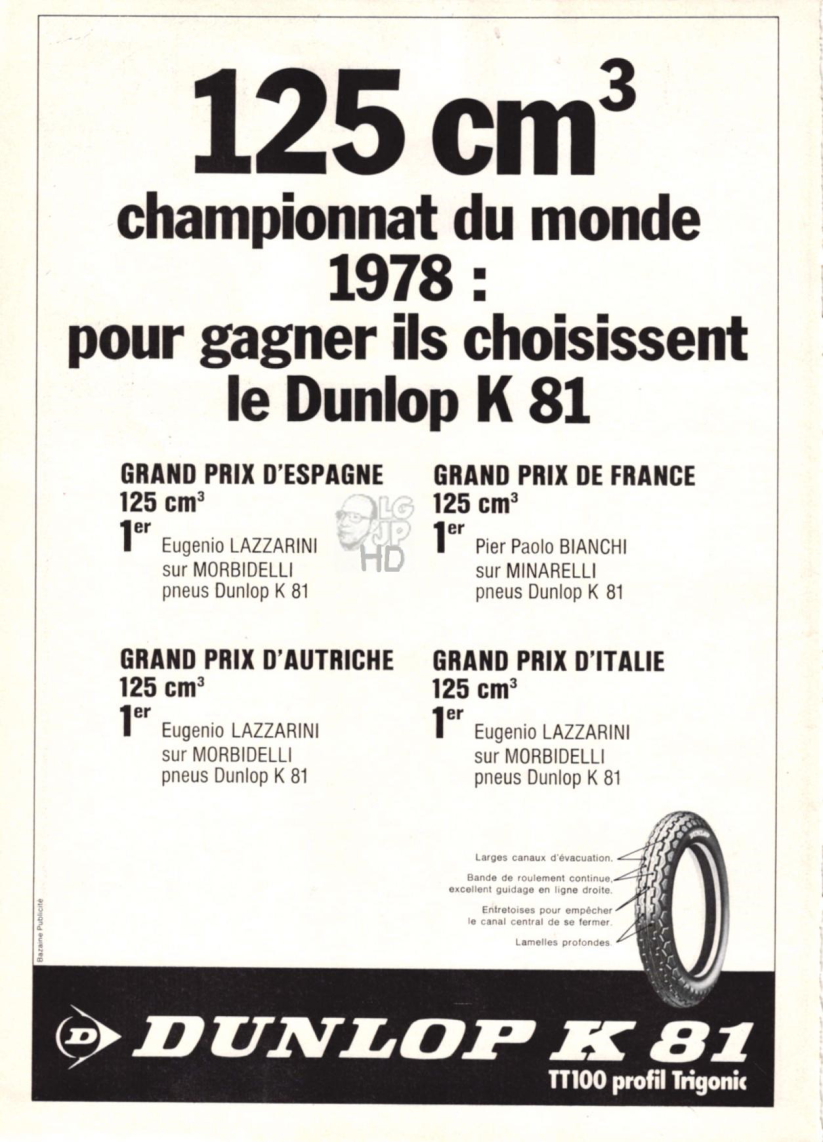 125 cm³
championnat du monde
1978 :
pour gagner ils choisissent
le Dunlop K 81
GRAND PRIX D'ESPAGNE
125 cm³
1er Eugenio LAZZARINI
sur MORBIDELLI
pneus Dunlop K 81
GRAND PRIX DE FRANCE
125 cm³
1er Pier Paolo BIANCHI
sur MINARELLI
pneus Dunlop K 81
LG
JP
HD
GRAND PRIX D'AUTRICHE
125 cm³
1er Eugenio LAZZARINI
sur MORBIDELLI
pneus Dunlop K 81
GRAND PRIX D'ITALIE
125 cm³
1er Eugenio LAZZARINI
sur MORBIDELLI
pneus Dunlop K 81
Larges canaux d'évacuation.
Bande de roulement continue,
excellent guidage en ligne droite.
Entretoises pour empêcher
le canal central de se fermer.
Lamelles profondes.
Bazaine Publicité
D DUNLOP K 81
TT100 profil Trigonic